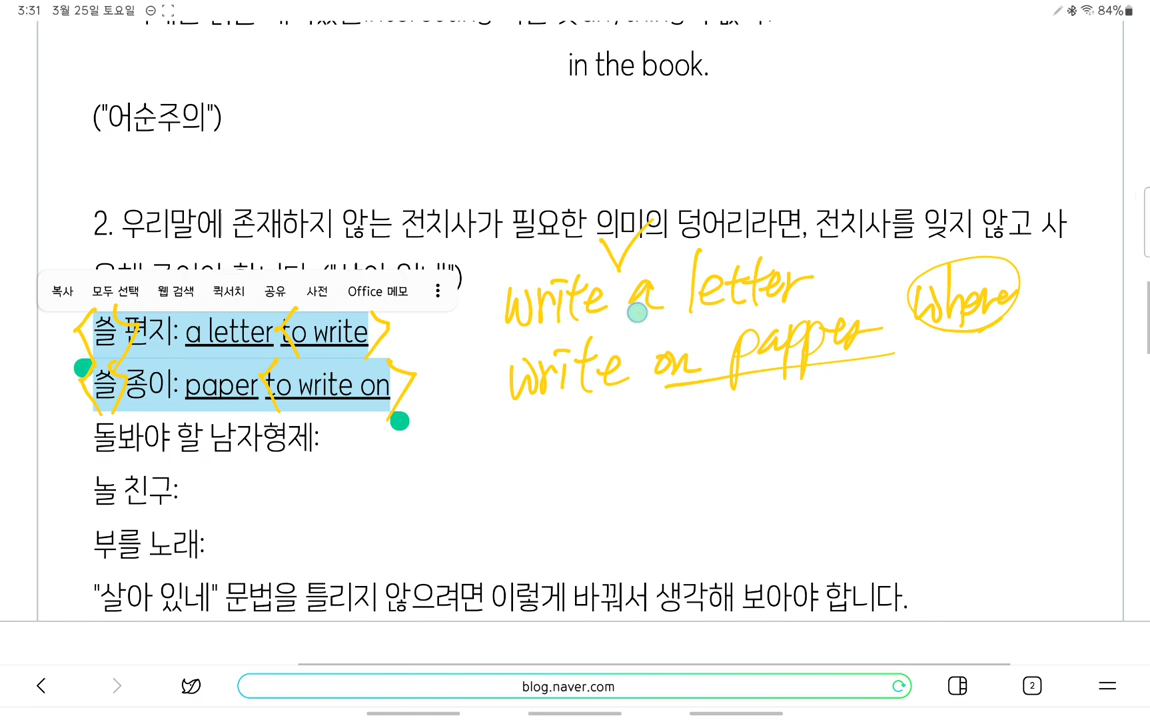 3:31 3월 25일 토요일 84%
in the book.
("어순주의")
2. 우리말에 존재하지 않는 전치사가 필요한 의미의 덩어리라면, 전치사를 잊지 않고 사
복사 모두 선택 웹 검색 퀵서치 공유 사전 Office 메모
write a letter
where
쓸 편지: a letter to write
write on papper
쓸 종이: paper to write on
돌봐야 할 남자형제:
놀 친구:
부를 노래:
"살아 있네" 문법을 틀리지 않으려면 이렇게 바꿔서 생각해 보아야 합니다.
blog.naver.com
2